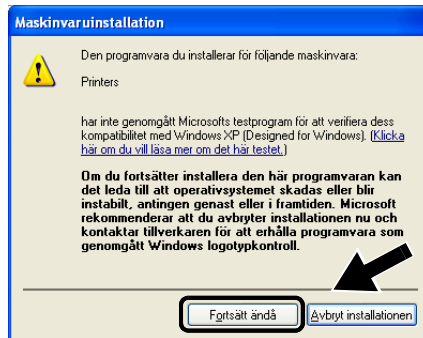 Maskinvaruinstallation
Den programvara du installerar för följande maskinvara:
Printers
har inte genomgått Microsofts testprogram för att verifiera dess
kompatibilitet med Windows XP (Designed for Windows). (Klicka
här om du vill läsa mer om det här testet.)
Om du fortsätter installera den här programvaran kan
det leda till att operativsystemet skadas eller blir
instabilt, antingen genast eller i framtiden. Microsoft
rekommenderar att du avbryter installationen nu och
kontaktar tillverkaren för att erhålla programvara som
genomgått Windows logotypkontroll.
Fortsätt ändå
Avbryt installationen